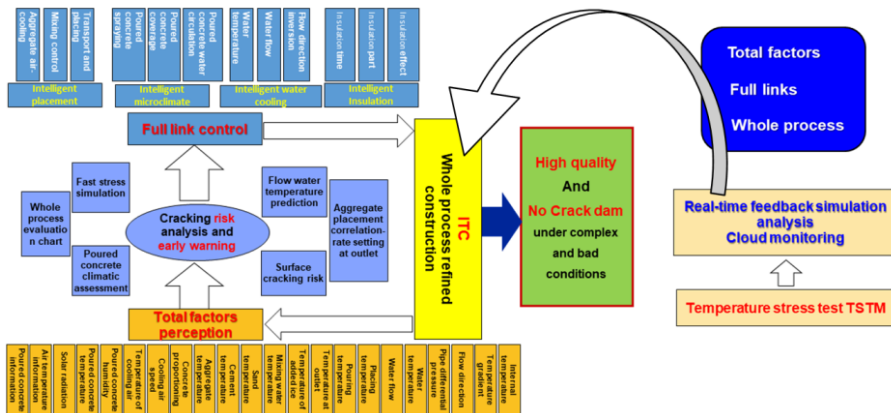 Aggregate air-
cooling
Mixing control
Transport and
placing
Poured
concrete
spraying
Poured
concrete
coverage
Poured
concrete water
circulation
Water
temperature
Water flow
Flow direction
inversion
Insulation
time
Insulation
part
Insulation
effect
Intelligent
placement
Intelligent
microclimate
Intelligent water
cooling
Intelligent
Insulation
Full link control
Fast stress
simulation
Whole
process
evaluatio
n chart
Poured concrete
climatic
assessment
Cracking risk
analysis and
early warning
Flow water
temperature
prediction
Aggregate
placement
correlation-
rate setting
at outlet
Surface
cracking risk
Total factors
perception
Poured concrete
information
Air temperature
information
Solar radiation
Poured concrete
temperature
Poured concrete
humidity
Temperature of
cooling air
Cooling air
speed
Concrete
proportioning
Aggregate
temperature
Cement
temperature
Sand
temperature
Mixing water
temperature
Temperature of
added ice
Temperature at
outlet
Pouring
temperature
Placing
temperature
Water flow
Water
temperature
Pipe differential
pressure
Flow direction
Temperature
gradient
Internal
temperature
ITC
Whole process refined
construction
High quality
And
No Crack dam
under complex
and bad
conditions
Total factors
Full links
Whole process
Real-time feedback simulation
analysis
Cloud monitoring
Temperature stress test TSTM